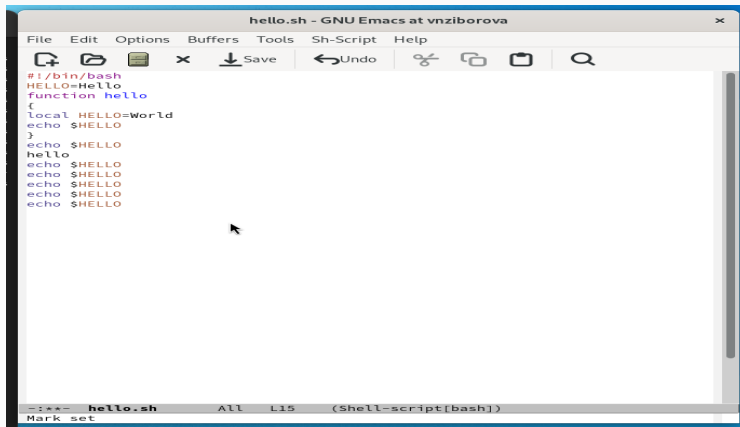 hello.sh - GNU Emacs at vnziborova ×
File Edit Options Buffers Tools Sh-Script Help
Save Undo
#!/bin/bash
HELLO=Hello
function hello
{
local HELLO=World
echo $HELLO
}
echo $HELLO
hello
echo $HELLO
echo $HELLO
echo $HELLO
echo $HELLO
echo $HELLO
-:**- hello.sh All L15 (Shell-script[bash])
Mark set